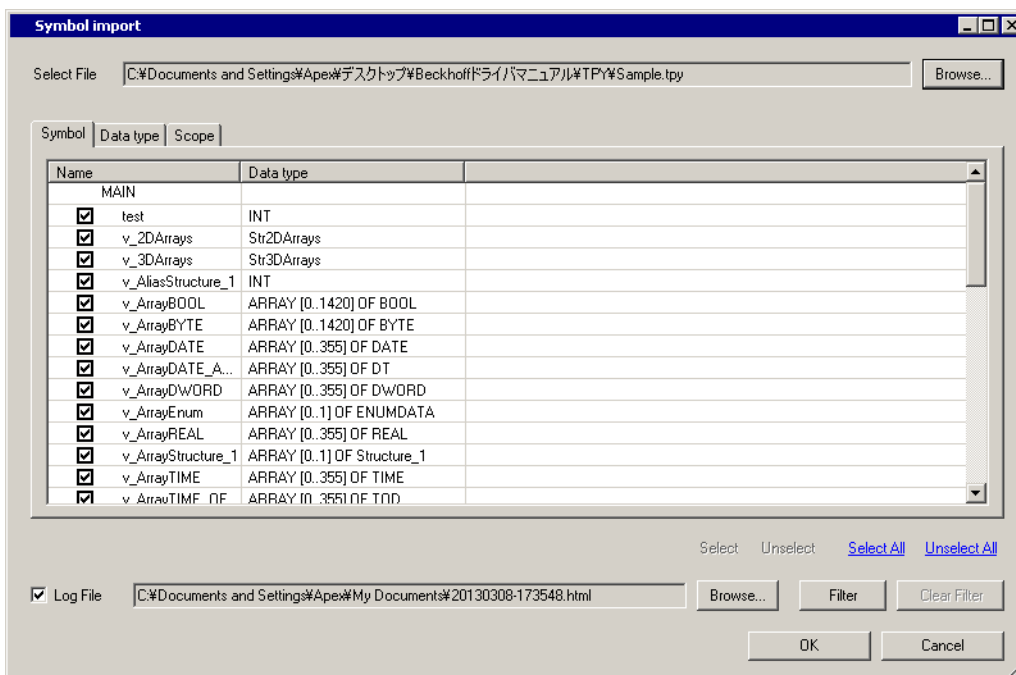 Symbol import
Select File C:¥Documents and Settings¥Apex¥デスクトップ¥Beckhoffドライバマニュアル¥TPY¥Sample.tpy Browse...
Symbol Data type Scope
Name Data type
MAIN
test INT
v_2DArrays Str2DArrays
v_3DArrays Str3DArrays
v_AliasStructure_1 INT
v_ArrayBOOL ARRAY [0..1420] OF BOOL
v_ArrayBYTE ARRAY [0..1420] OF BYTE
v_ArrayDATE ARRAY [0..355] OF DATE
v_ArrayDATE_A... ARRAY [0..355] OF DT
v_ArrayDWORD ARRAY [0..355] OF DWORD
v_ArrayEnum ARRAY [0..1] OF ENUMDATA
v_ArrayREAL ARRAY [0..355] OF REAL
v_ArrayStructure_1 ARRAY [0..1] OF Structure_1
v_ArrayTIME ARRAY [0..355] OF TIME
v_ArrayTIME_OF ARRAY [0..355] OF TOD
Select Unselect Select All Unselect All
Log File C:¥Documents and Settings¥Apex¥My Documents¥20130308-173548.html Browse... Filter Clear Filter
OK Cancel